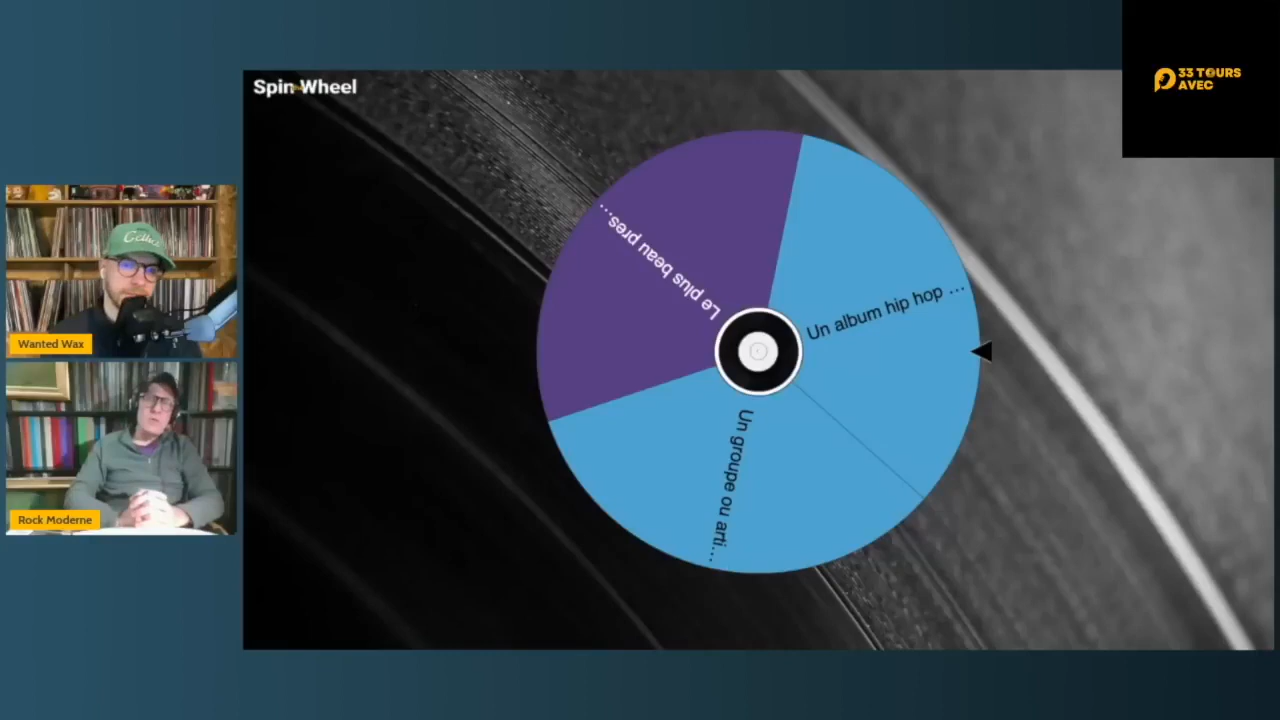 Spin Wheel
33 TOURS
AVEC
Le plus beau pres...
Un album hip hop ...
Un groupe ou arti...
Celtic
Wanted Wax
Rock Moderne